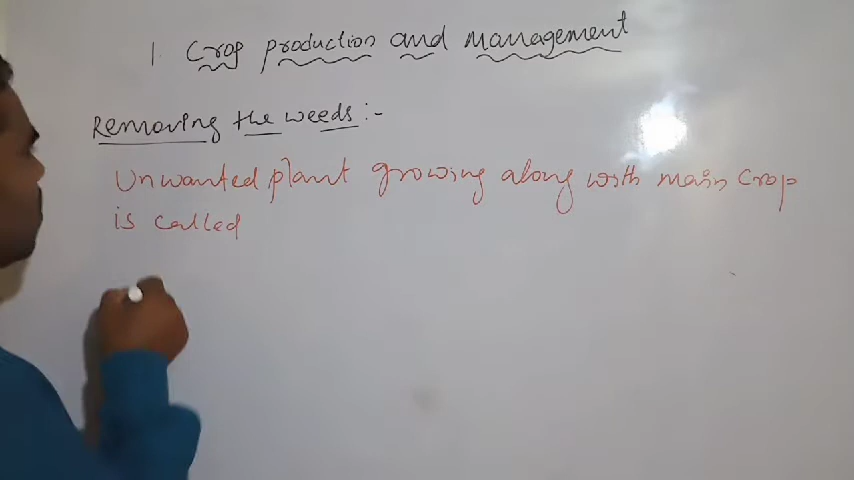 1. Crop production and management
Removing the weeds :-
Unwanted plant growing along with main crop
is called